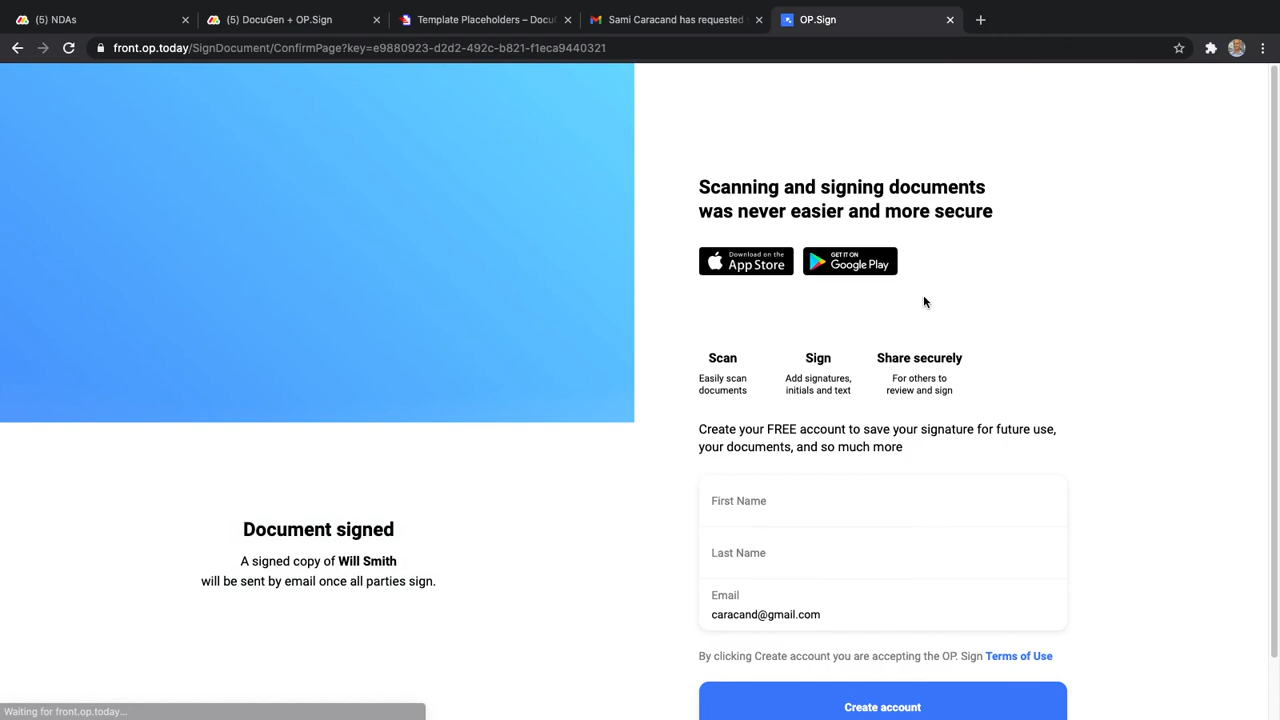 (5) NDAs
(5) DocuGen + OP.Sign
Template Placeholders – Docu
Sami Caracand has requested
OP.Sign
front.op.today/SignDocument/ConfirmPage?key=e9880923-d2d2-492c-b821-f1eca9440321
Scanning and signing documents
was never easier and more secure
Download on the
App Store
GET IT ON
Google Play
Scan
Easily scan
documents
Sign
Add signatures,
initials and text
Share securely
For others to
review and sign
Create your FREE account to save your signature for future use,
your documents, and so much more
First Name
Last Name
Email
caracand@gmail.com
By clicking Create account you are accepting the OP. Sign Terms of Use
Create account
Document signed
A signed copy of Will Smith
will be sent by email once all parties sign.
Waiting for front.op.today...